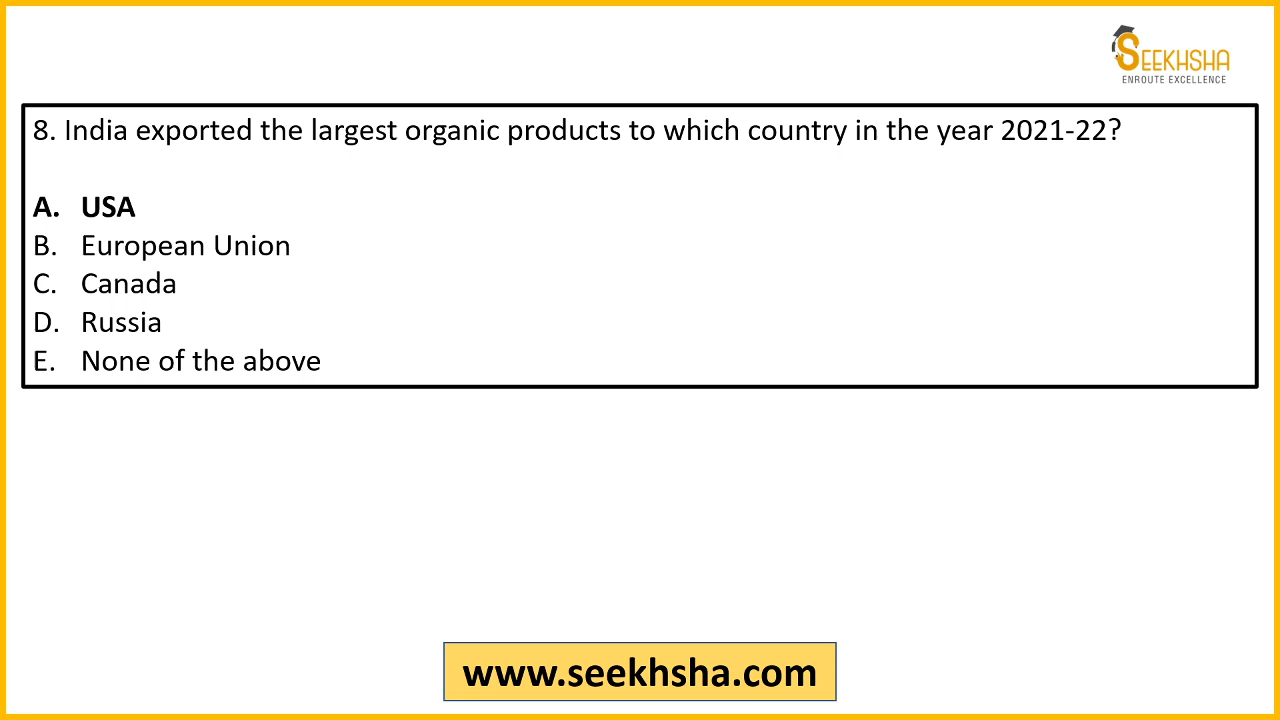 SEEKHSHA
ENROUTE EXCELLENCE
8. India exported the largest organic products to which country in the year 2021-22?
A. USA
B. European Union
C. Canada
D. Russia
E. None of the above
www.seekhsha.com